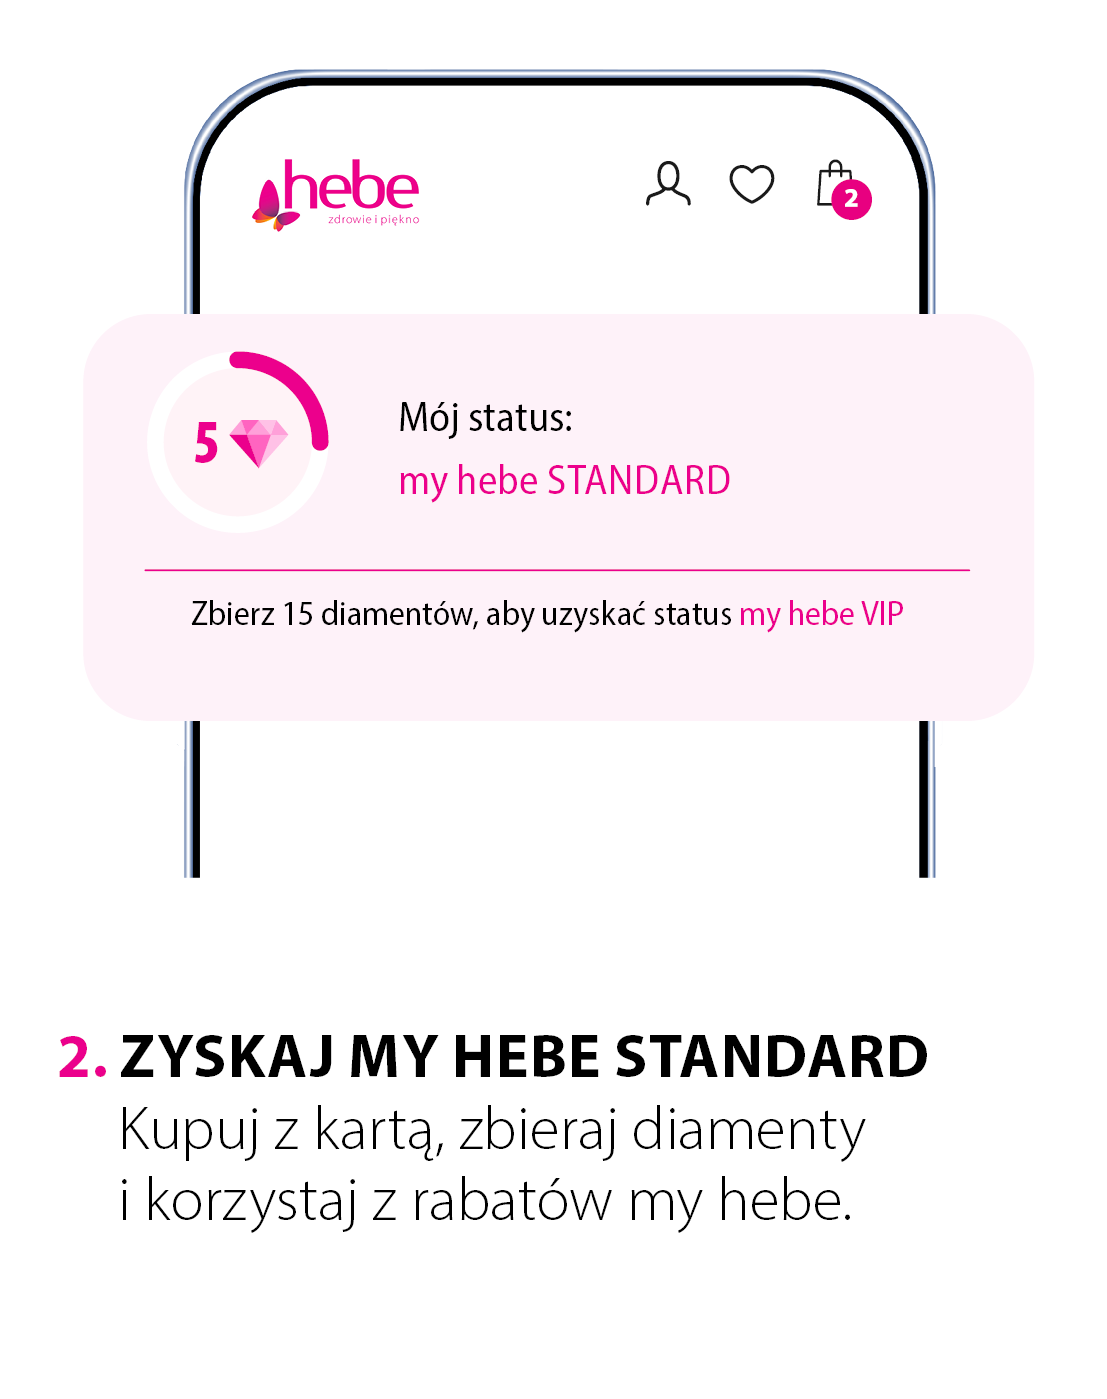 hebe
zdrowie i piękno
2
5
Mój status:
my hebe STANDARD
Zbierz 15 diamentów, aby uzyskać status my hebe VIP
2. ZYSKAJ MY HEBE STANDARD
Kupuj z kartą, zbieraj diamenty
i korzystaj z rabatów my hebe.